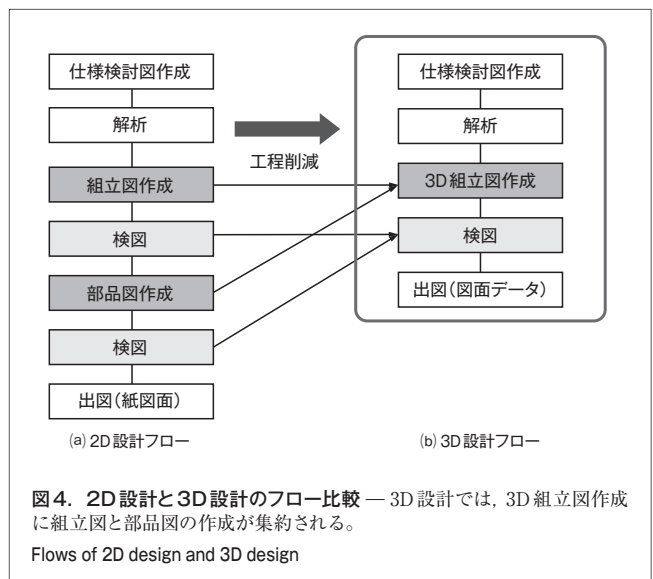 仕様検討図作成
解析
組立図作成
検図
部品図作成
検図
出図(紙図面)
(a) 2D設計フロー
工程削減
仕様検討図作成
解析
3D組立図作成
検図
出図(図面データ)
(b) 3D設計フロー
図4. 2D設計と3D設計のフロー比較 — 3D設計では, 3D組立図作成
に組立図と部品図の作成が集約される。
Flows of 2D design and 3D design